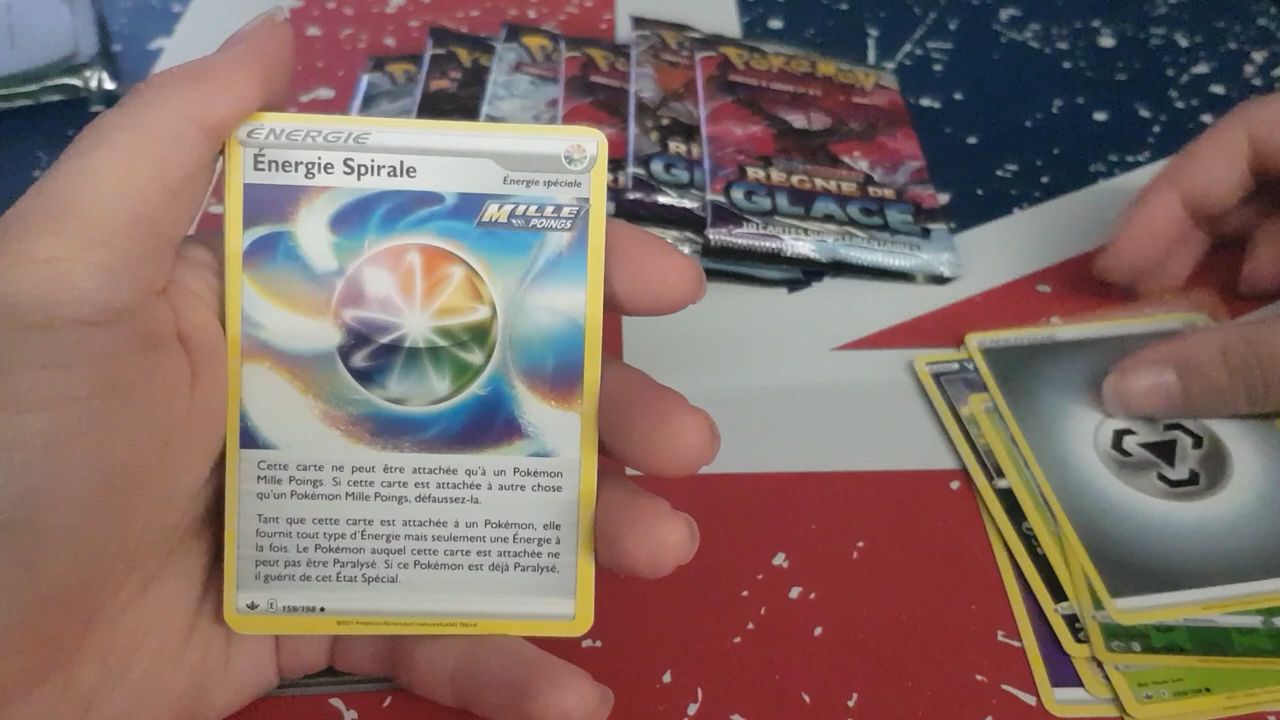 ÉNERGIE
Énergie Spirale
Énergie spéciale
MILLE
POINGS
Cette carte ne peut être attachée qu'à un Pokémon
Mille Poings. Si cette carte est attachée à autre chose
qu'un Pokémon Mille Poings, défaussez-la.
Tant que cette carte est attachée à un Pokémon, elle
fournit tout type d'Énergie mais seulement une Énergie à
la fois. Le Pokémon auquel cette carte est attachée ne
peut pas être Paralysé. Si ce Pokémon est déjà Paralysé,
il guérit de cet État Spécial.
E 159/198
POKÉMON
RÈGNE DE
GLACE
10 CARTES SUPPLÉMENTAIRES
ÉNERGIE